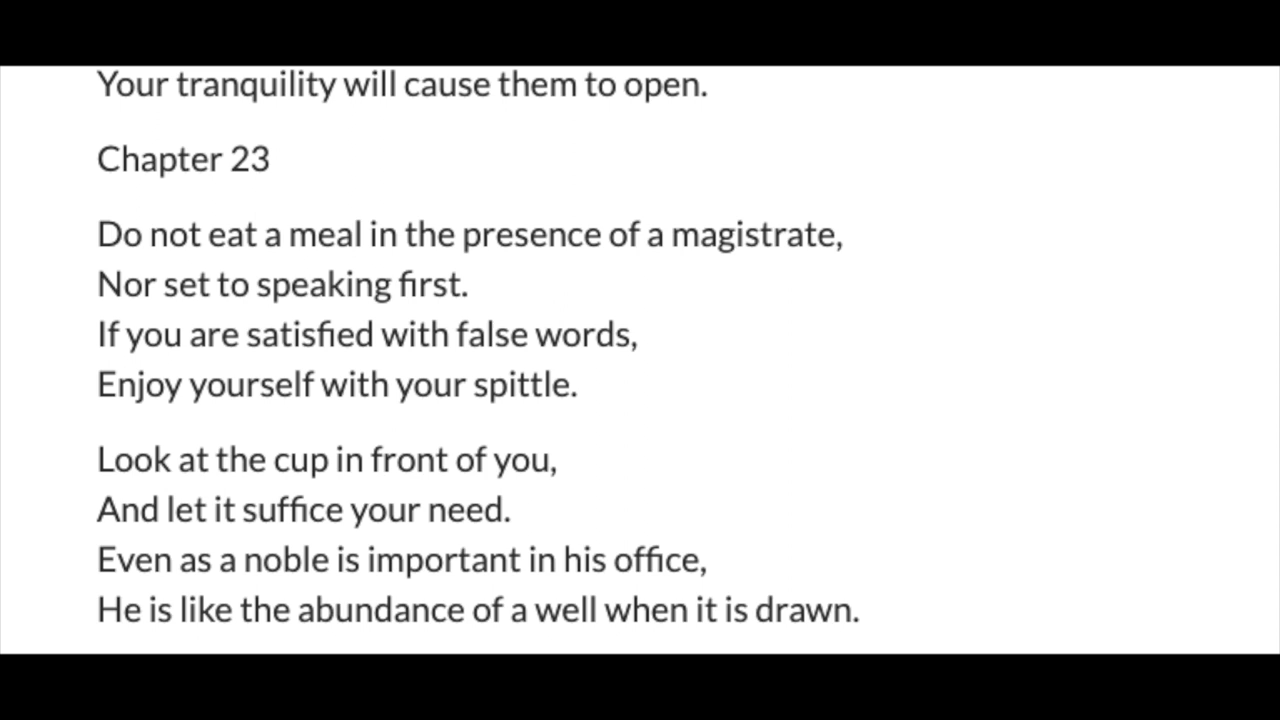 Your tranquility will cause them to open.
Chapter 23
Do not eat a meal in the presence of a magistrate,
Nor set to speaking first.
If you are satisfied with false words,
Enjoy yourself with your spittle.
Look at the cup in front of you,
And let it suffice your need.
Even as a noble is important in his office,
He is like the abundance of a well when it is drawn.